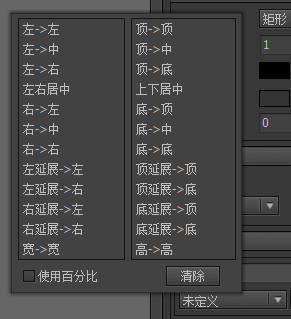 左->左
左->中
左->右
左右居中
右->左
右->中
右->右
左延展->左
左延展->右
右延展->左
右延展->右
宽->宽
顶->顶
顶->中
顶->底
上下居中
底->顶
底->中
底->底
顶延展->顶
顶延展->底
底延展->顶
底延展->底
高->高
使用百分比
清除
矩形
1
0
未定义